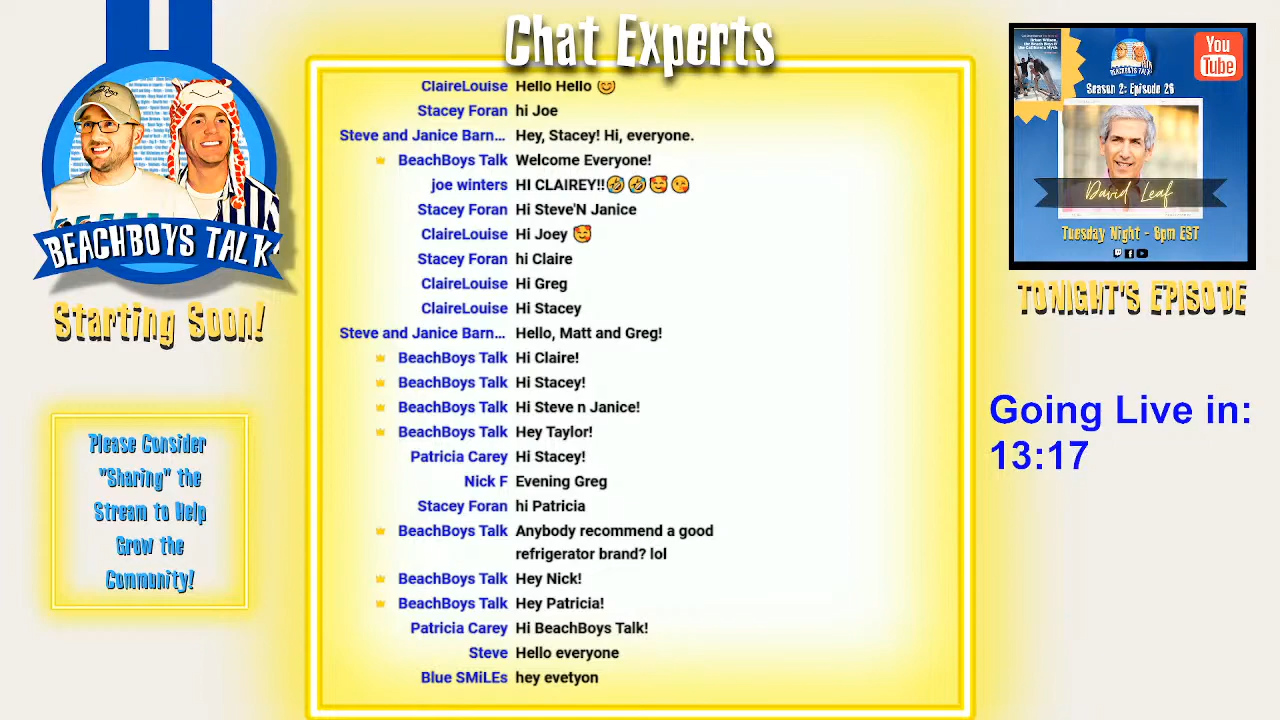 Chat Experts
BEACHBOYS TALK
Starting Soon!
Please Consider
"Sharing" the
Stream to Help
Grow the
Community!
ClaireLouise Hello Hello 😊
Stacey Foran hi Joe
Steve and Janice Barn... Hey, Stacey! Hi, everyone.
BeachBoys Talk Welcome Everyone!
joe winters HI CLAIREY!!🤣🤣🥰😘
Stacey Foran Hi Steve'N Janice
ClaireLouise Hi Joey 🥰
Stacey Foran hi Claire
ClaireLouise Hi Greg
ClaireLouise Hi Stacey
Steve and Janice Barn... Hello, Matt and Greg!
BeachBoys Talk Hi Claire!
BeachBoys Talk Hi Stacey!
BeachBoys Talk Hi Steve n Janice!
BeachBoys Talk Hey Taylor!
Patricia Carey Hi Stacey!
Nick F Evening Greg
Stacey Foran hi Patricia
BeachBoys Talk Anybody recommend a good
refrigerator brand? lol
BeachBoys Talk Hey Nick!
BeachBoys Talk Hey Patricia!
Patricia Carey Hi BeachBoys Talk!
Steve Hello everyone
Blue SMiLEs hey evetyon
You
Tube
BEACHBOYS TALK
Season 2: Episode 26
David Leaf
Tuesday Night - 8pm EST
TONIGHT'S EPISODE
Going Live in:
13:17